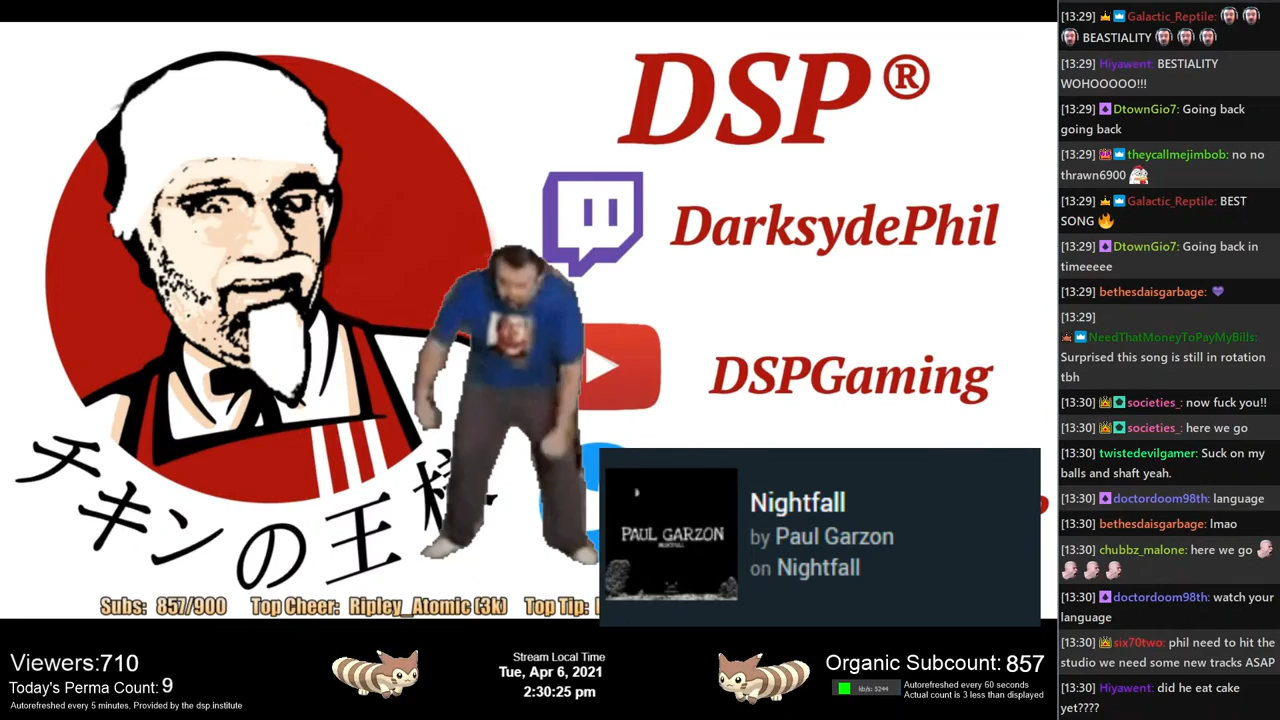 DSP®
DarksydePhil
DSPGaming
チキンの王様
Nightfall
by Paul Garzon
on Nightfall
PAUL GARZON
NIGHTFALL
Subs: 857/900 Top Cheer: Ripley_Atomic (3k) Top Tip:
Viewers:710
Today's Perma Count: 9
Autorefreshed every 5 minutes. Provided by the dsp.institute
Stream Local Time
Tue, Apr 6, 2021
2:30:25 pm
Organic Subcount: 857
kb/s: 5244
Autorefreshed every 60 seconds
Actual count is 3 less than displayed
[13:29] Galactic_Reptile:
BEASTIALITY
[13:29] Hiyawent: BESTIALITY
WOHOOOOO!!!
[13:29] DtownGio7: Going back
going back
[13:29] theycallmejimbob: no no
thrawn6900
[13:29] Galactic_Reptile: BEST
SONG
[13:29] DtownGio7: Going back in
timeeeee
[13:29] bethesdaisgarbage:
[13:29]
NeedThatMoneyToPayMyBills:
Surprised this song is still in rotation
tbh
[13:30] societies_: now fuck you!!
[13:30] societies_: here we go
[13:30] twistedevilgamer: Suck on my
balls and shaft yeah.
[13:30] doctordoom98th: language
[13:30] bethesdaisgarbage: lmao
[13:30] chubbz_malone: here we go
[13:30] doctordoom98th: watch your
language
[13:30] six70two: phil need to hit the
studio we need some new tracks ASAP
[13:30] Hiyawent: did he eat cake
yet????